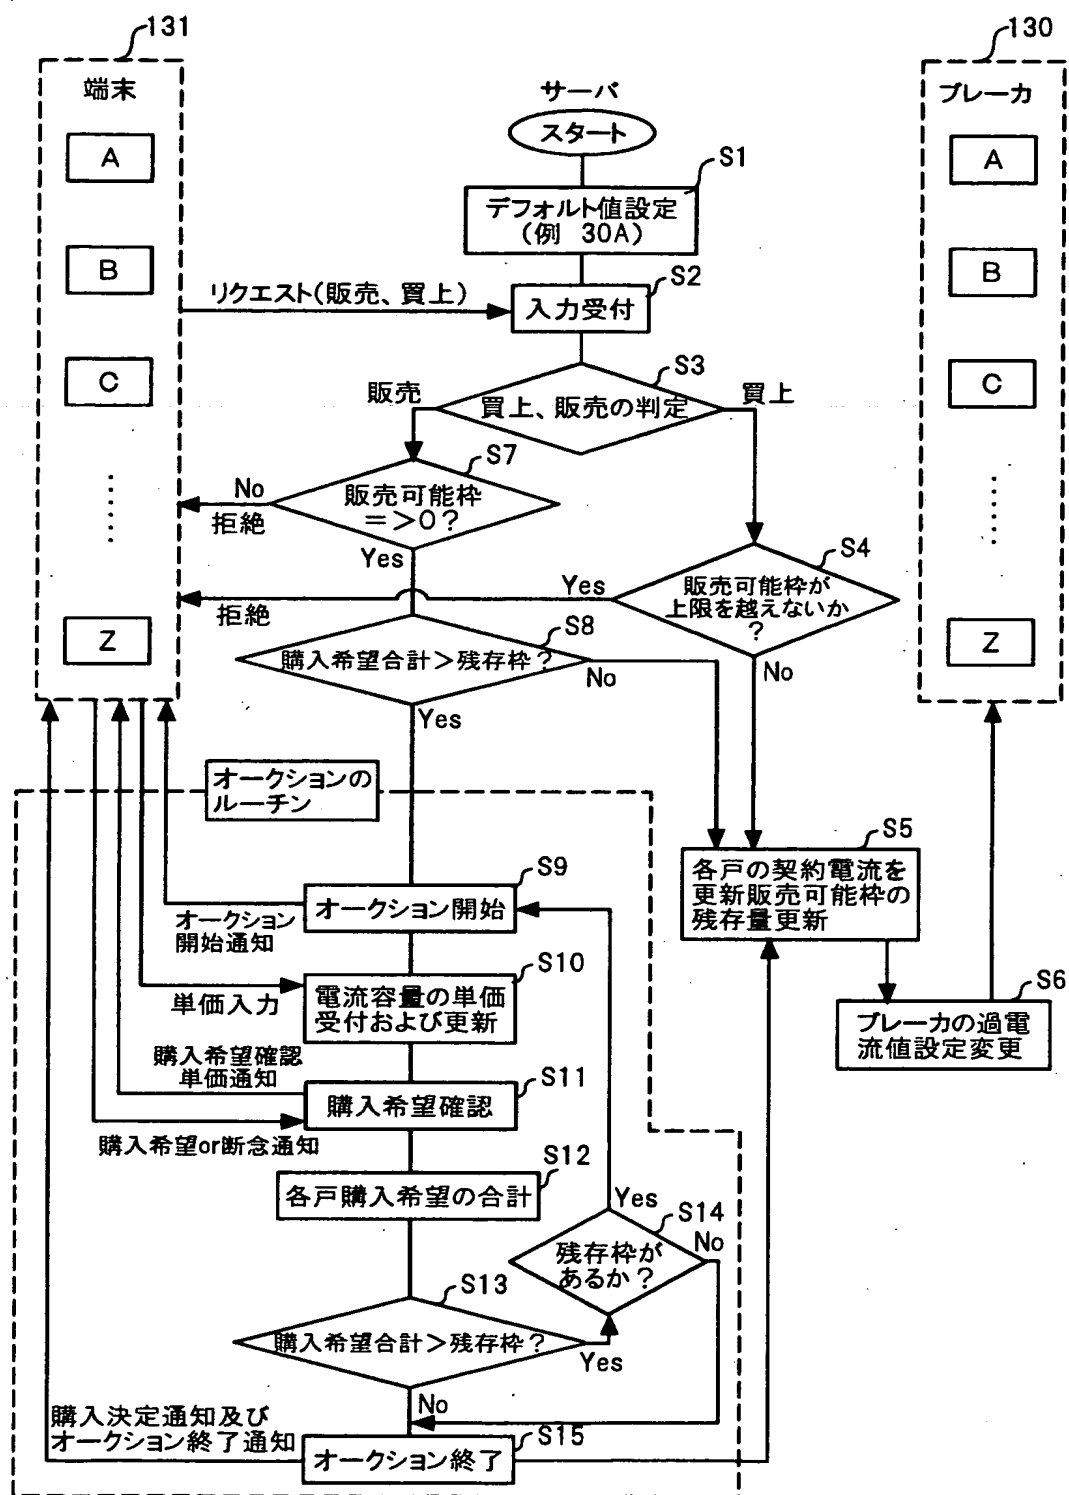 131
端末
A
B
C
Z
130
ブレーカ
A
B
C
Z
サーバ
スタート
S1
デフォルト値設定
(例 30A)
S2
リクエスト(販売、買上)
入力受付
S3
販売
買上、販売の判定
買上
S7
No
拒絶
販売可能枠
=>0?
Yes
S4
Yes
拒絶
販売可能枠が
上限を越えないか
?
No
S8
購入希望合計>残存枠?
No
Yes
オークションの
ルーチン
S5
各戸の契約電流を
更新販売可能枠の
残存量更新
S6
ブレーカの過電
流値設定変更
S9
オークション開始
オークション
開始通知
S10
単価入力
電流容量の単価
受付および更新
購入希望確認
単価通知
S11
購入希望確認
購入希望or断念通知
S12
各戸購入希望の合計
Yes
S14
No
残存枠が
あるか?
S13
購入希望合計>残存枠?
Yes
No
購入決定通知及び
オークション終了通知
S15
オークション終了